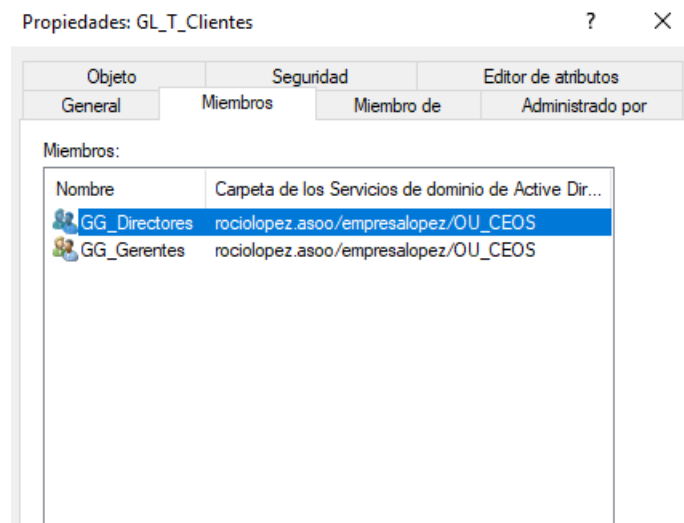 Propiedades: GL_T_Clientes ? ✕
Objeto Seguridad Editor de atributos
General Miembros Miembro de Administrado por
Miembros:
Nombre Carpeta de los Servicios de dominio de Active Dir...
GG_Directores rociolopez.asoo/empresalopez/OU_CEOS
GG_Gerentes rociolopez.asoo/empresalopez/OU_CEOS